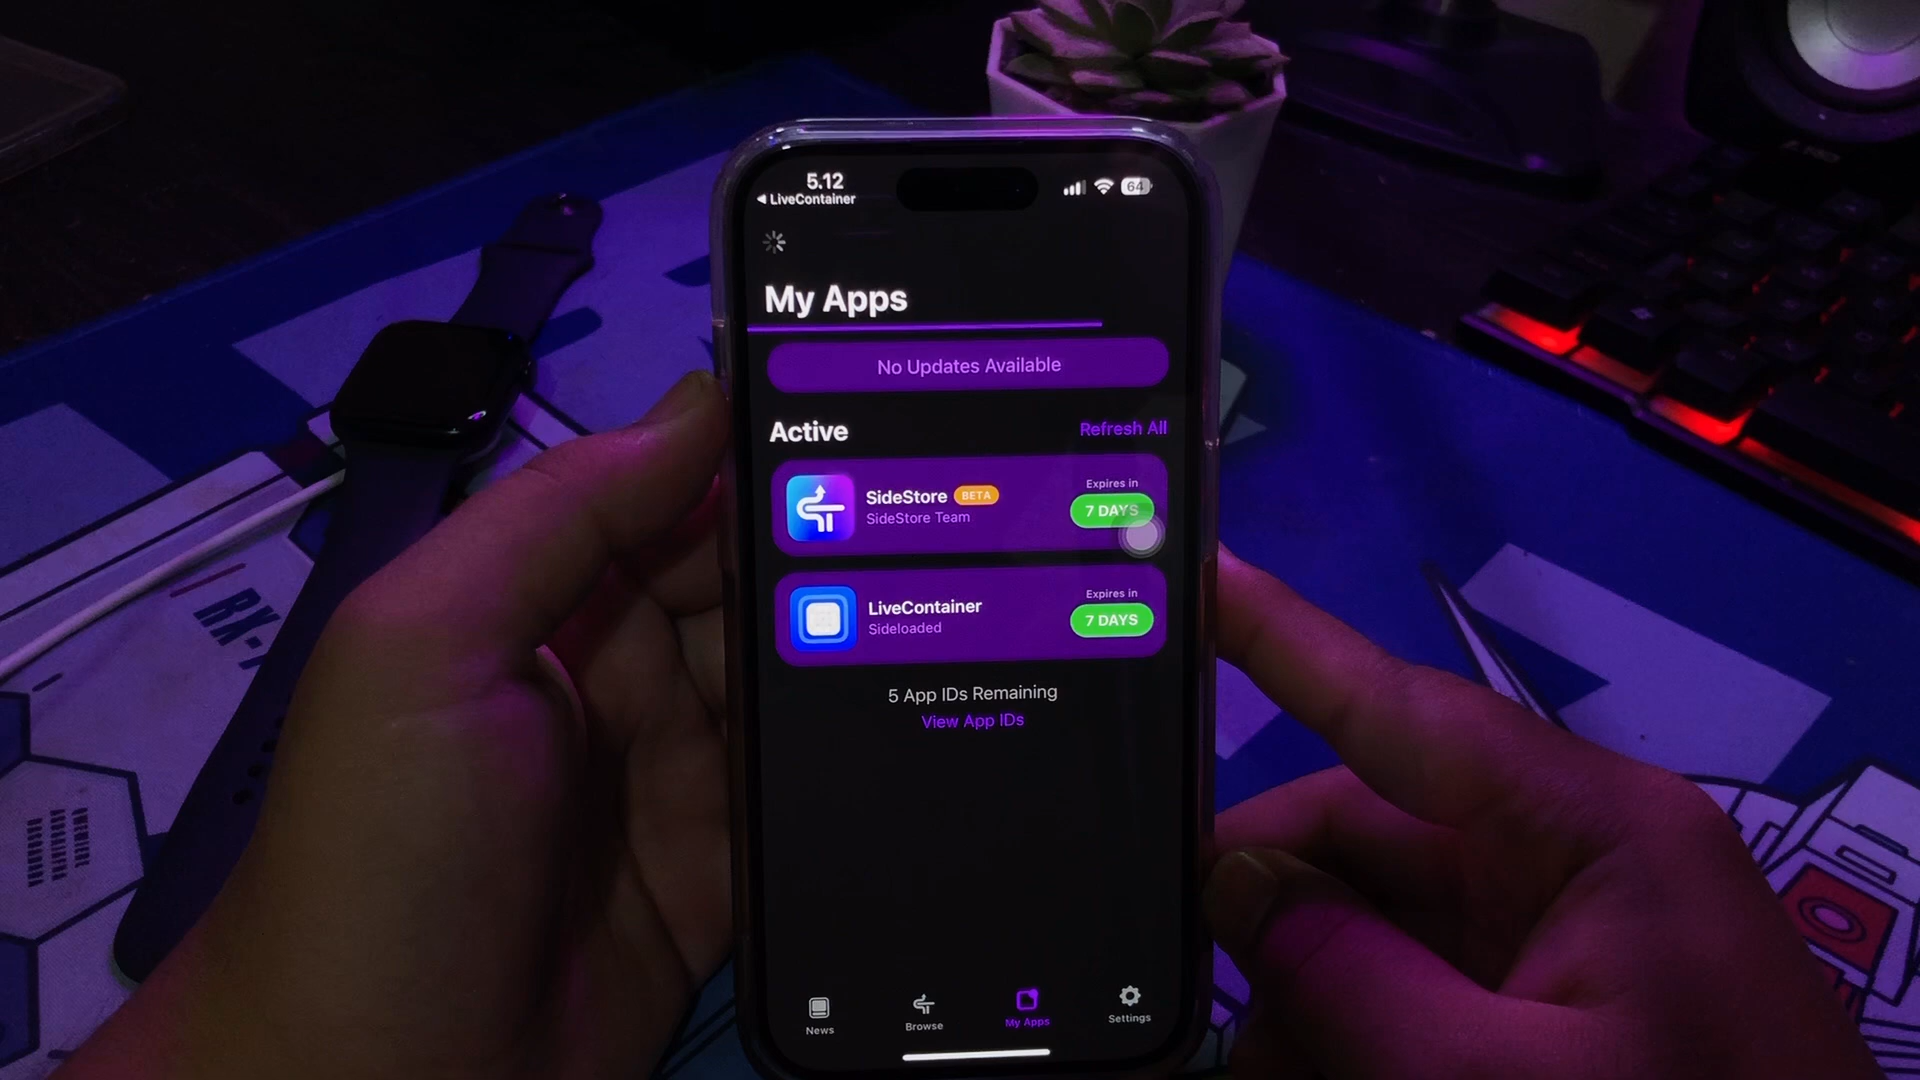 5.12
64
◀ LiveContainer
My Apps
No Updates Available
Active
Refresh All
SideStore BETA
SideStore Team
Expires in
7 DAYS
LiveContainer
Sideloaded
Expires in
7 DAYS
5 App IDs Remaining
View App IDs
News
Browse
My Apps
Settings
RX-